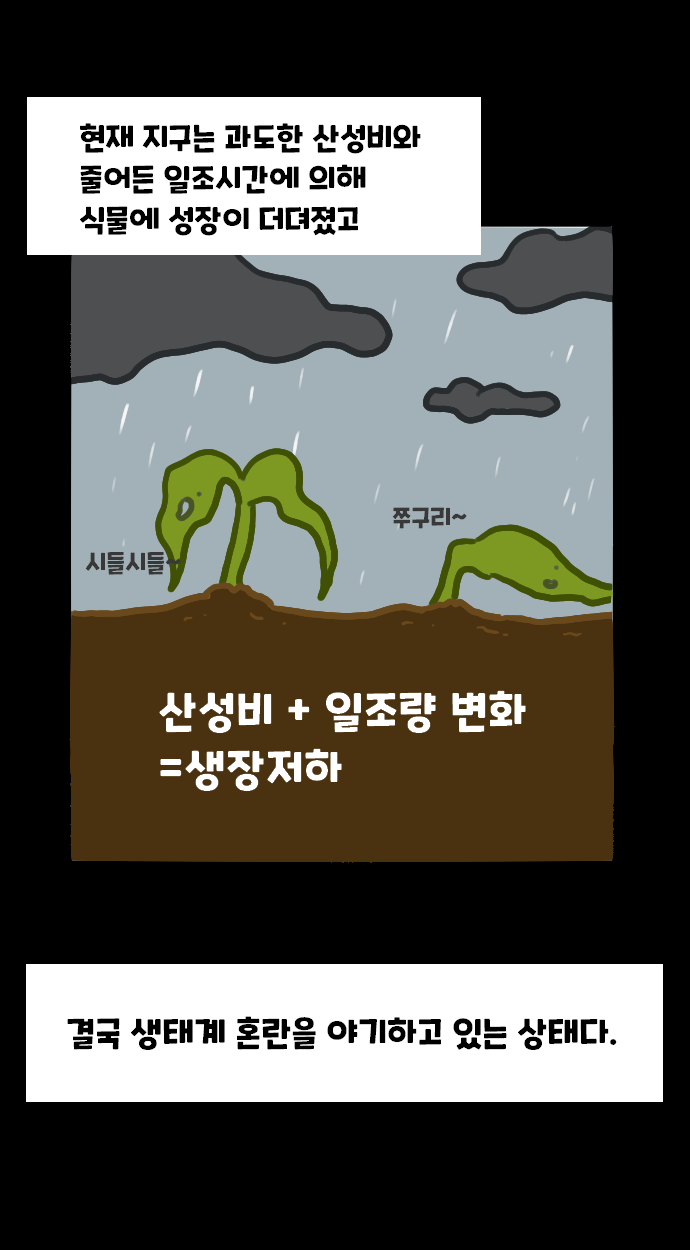 현재 지구는 과도한 산성비와
줄어든 일조시간에 의해
식물에 성장이 더뎌졌고
쭈구리~
시들시들~
산성비 + 일조량 변화
=생장저하
결국 생태계 혼란을 야기하고 있는 상태다.